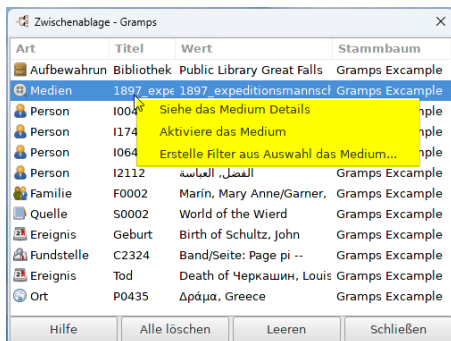 Zwischenablage - Gramps
Art Titel Wert Stammbaum
Aufbewahrun Bibliothek Public Library Great Falls Gramps Excample
Medien 1897_expe 1897_expeditionsmannsch Gramps Excample
Person I004 Gramps Excample
Siehe das Medium Details
Person I174
Aktiviere das Medium
Person I064
Erstelle Filter aus Auswahl das Medium...
Person I2112 الفضل, العباسة Gramps Excample
Familie F0002 Marín, Mary Anne/Garner, Gramps Excample
Quelle S0002 World of the Wierd Gramps Excample
Ereignis Geburt Birth of Schultz, John Gramps Excample
Fundstelle C2324 Band/Seite: Page pi -- Gramps Excample
Ereignis Tod Death of Черкашин, Louis Gramps Excample
Ort P0435 Δράμα, Greece Gramps Excample
Hilfe Alle löschen Leeren Schließen